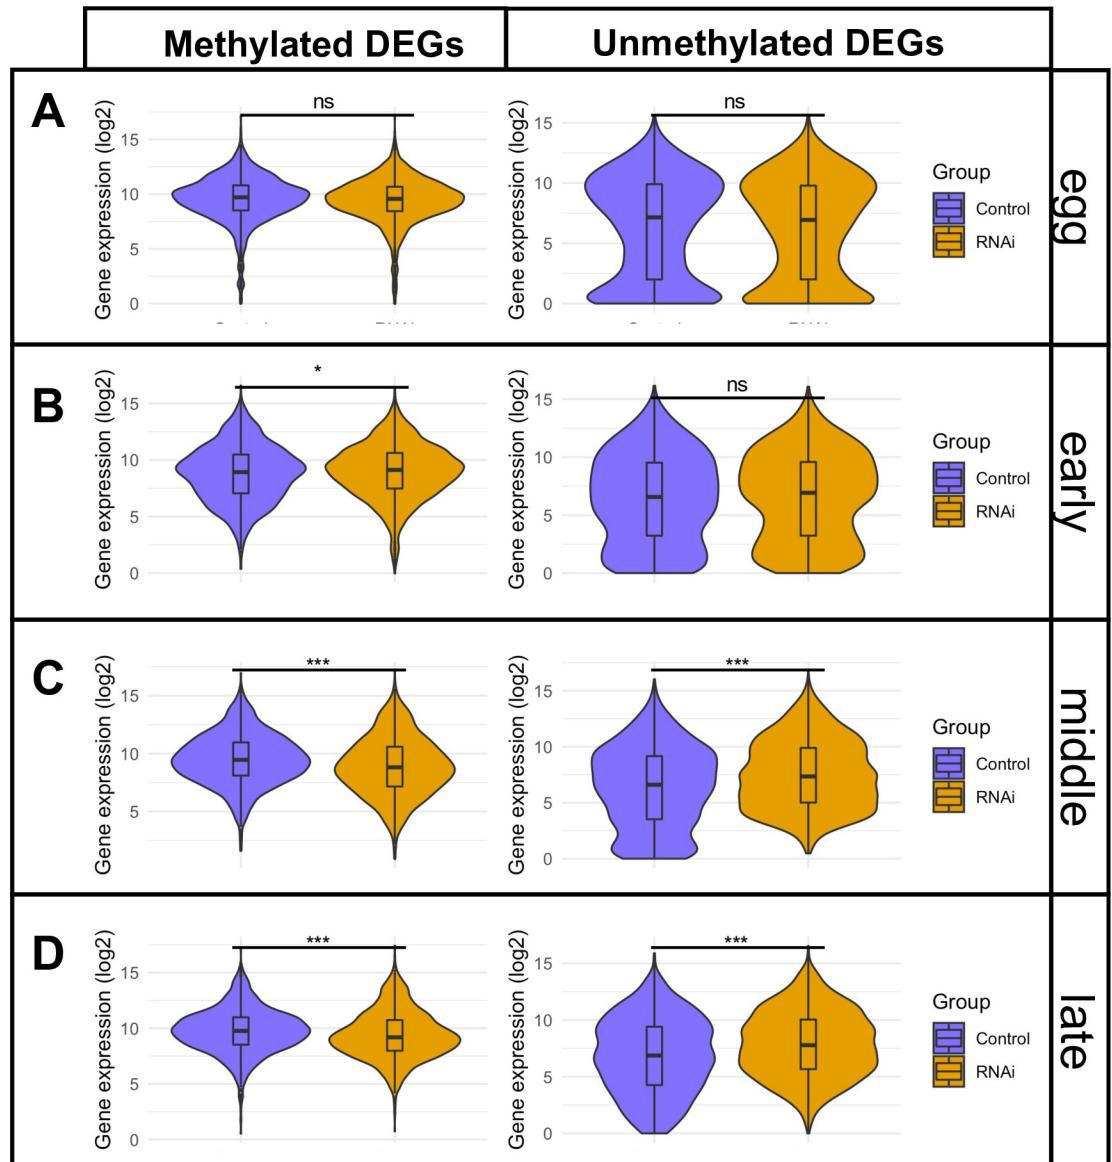 Methylated DEGs
Unmethylated DEGs
A
Gene expression (log2)
15
10
5
0
ns
Gene expression (log2)
15
10
5
0
ns
Group
Control
RNAi
egg
B
Gene expression (log2)
15
10
5
0
*
Gene expression (log2)
15
10
5
0
ns
Group
Control
RNAi
early
C
Gene expression (log2)
15
10
5
***
Gene expression (log2)
15
10
5
0
***
Group
Control
RNAi
middle
D
Gene expression (log2)
15
10
5
0
***
Gene expression (log2)
15
10
5
0
***
Group
Control
RNAi
late